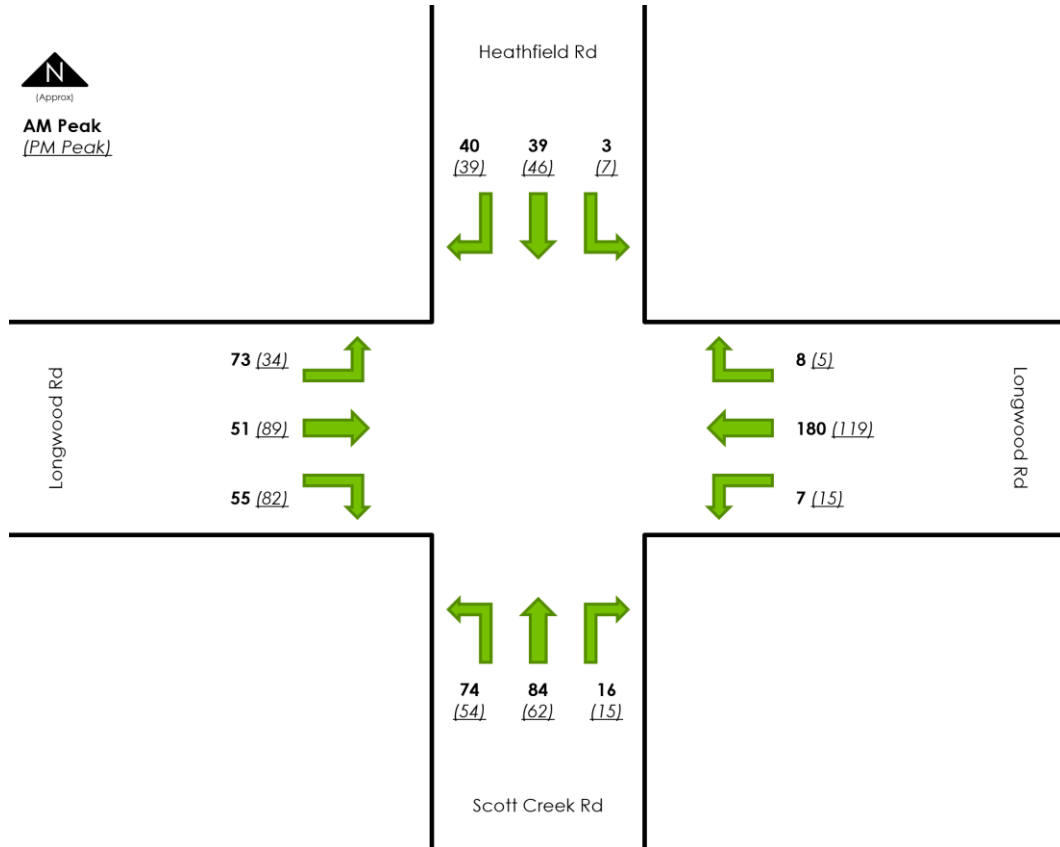 Heathfield Rd
N
(Approx)
AM Peak
(PM Peak)
40 39 3
(39) (46) (7)
73 (34)
8 (5)
Longwood Rd
51 (89)
180 (119)
Longwood Rd
55 (82)
7 (15)
74 84 16
(54) (62) (15)
Scott Creek Rd